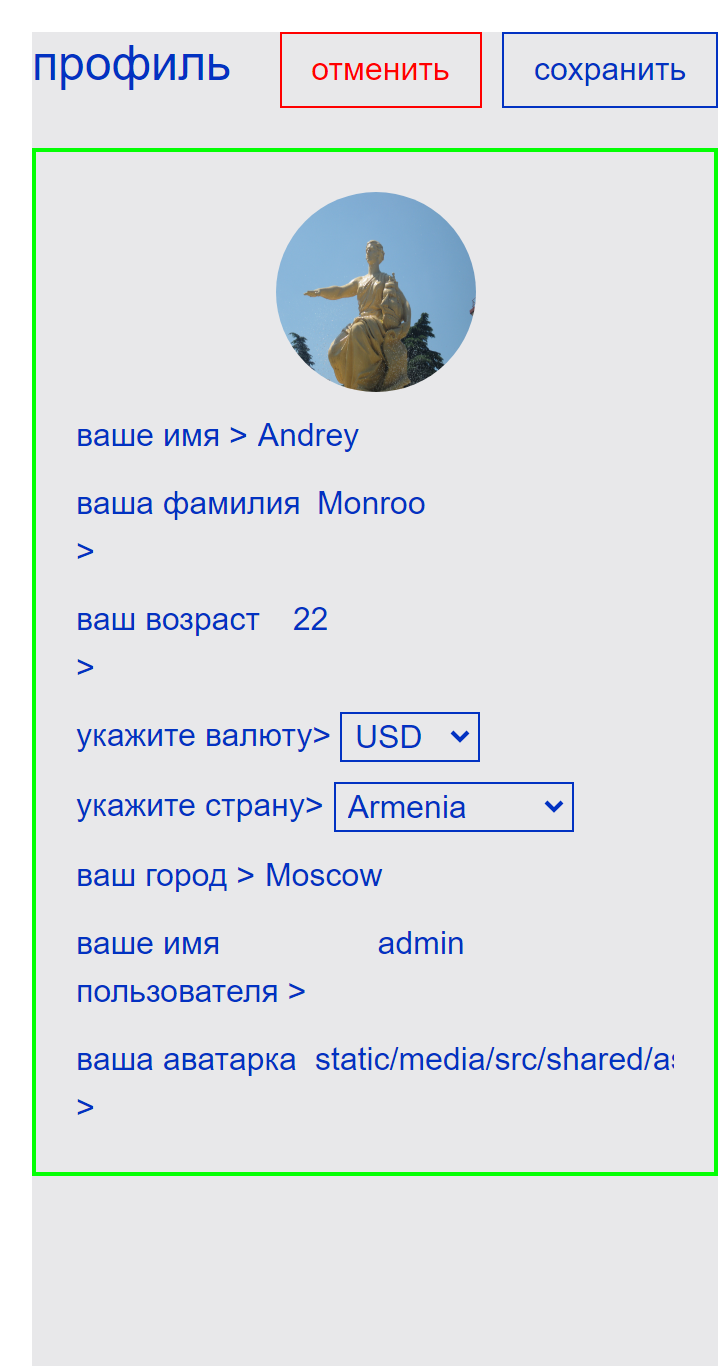 профиль отменить сохранить
ваше имя > Andrey
ваша фамилия Monroo
>
ваш возраст 22
>
укажите валюту> USD
укажите страну> Armenia
ваш город > Moscow
ваше имя admin
пользователя >
ваша аватарка static/media/src/shared/as
>